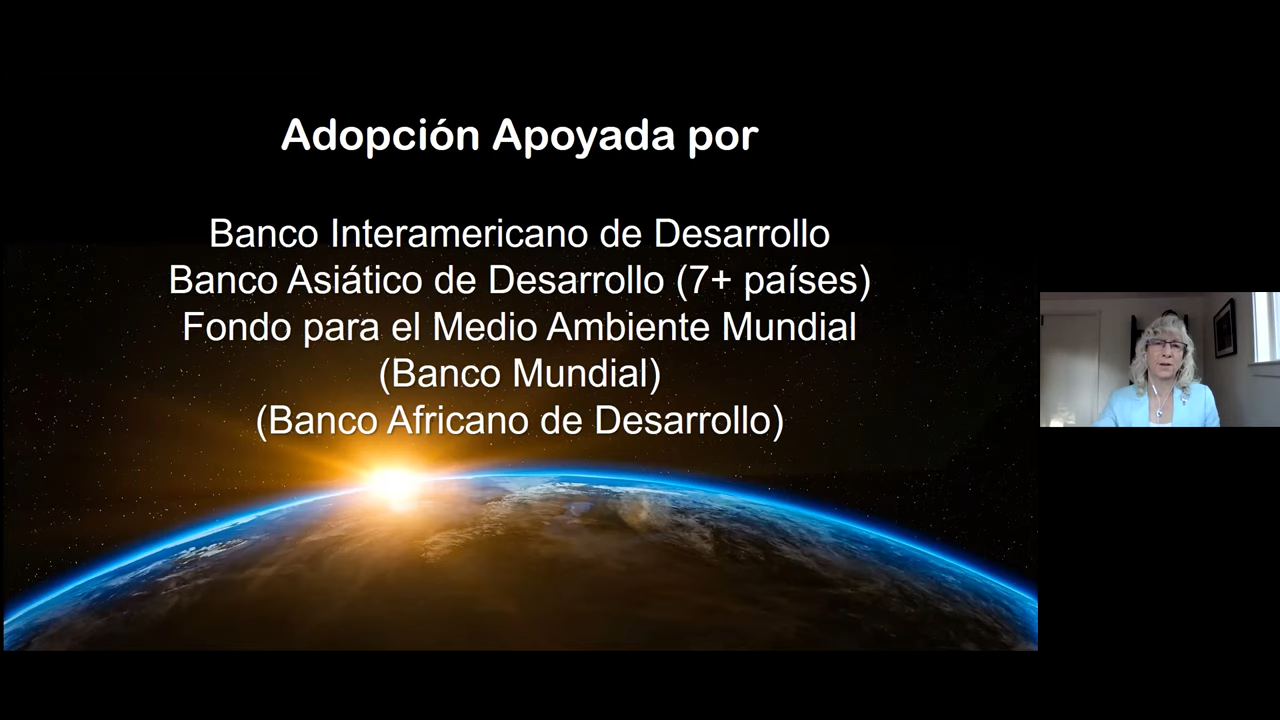 Adopción Apoyada por
Banco Interamericano de Desarrollo
Banco Asiático de Desarrollo (7+ países)
Fondo para el Medio Ambiente Mundial
(Banco Mundial)
(Banco Africano de Desarrollo)